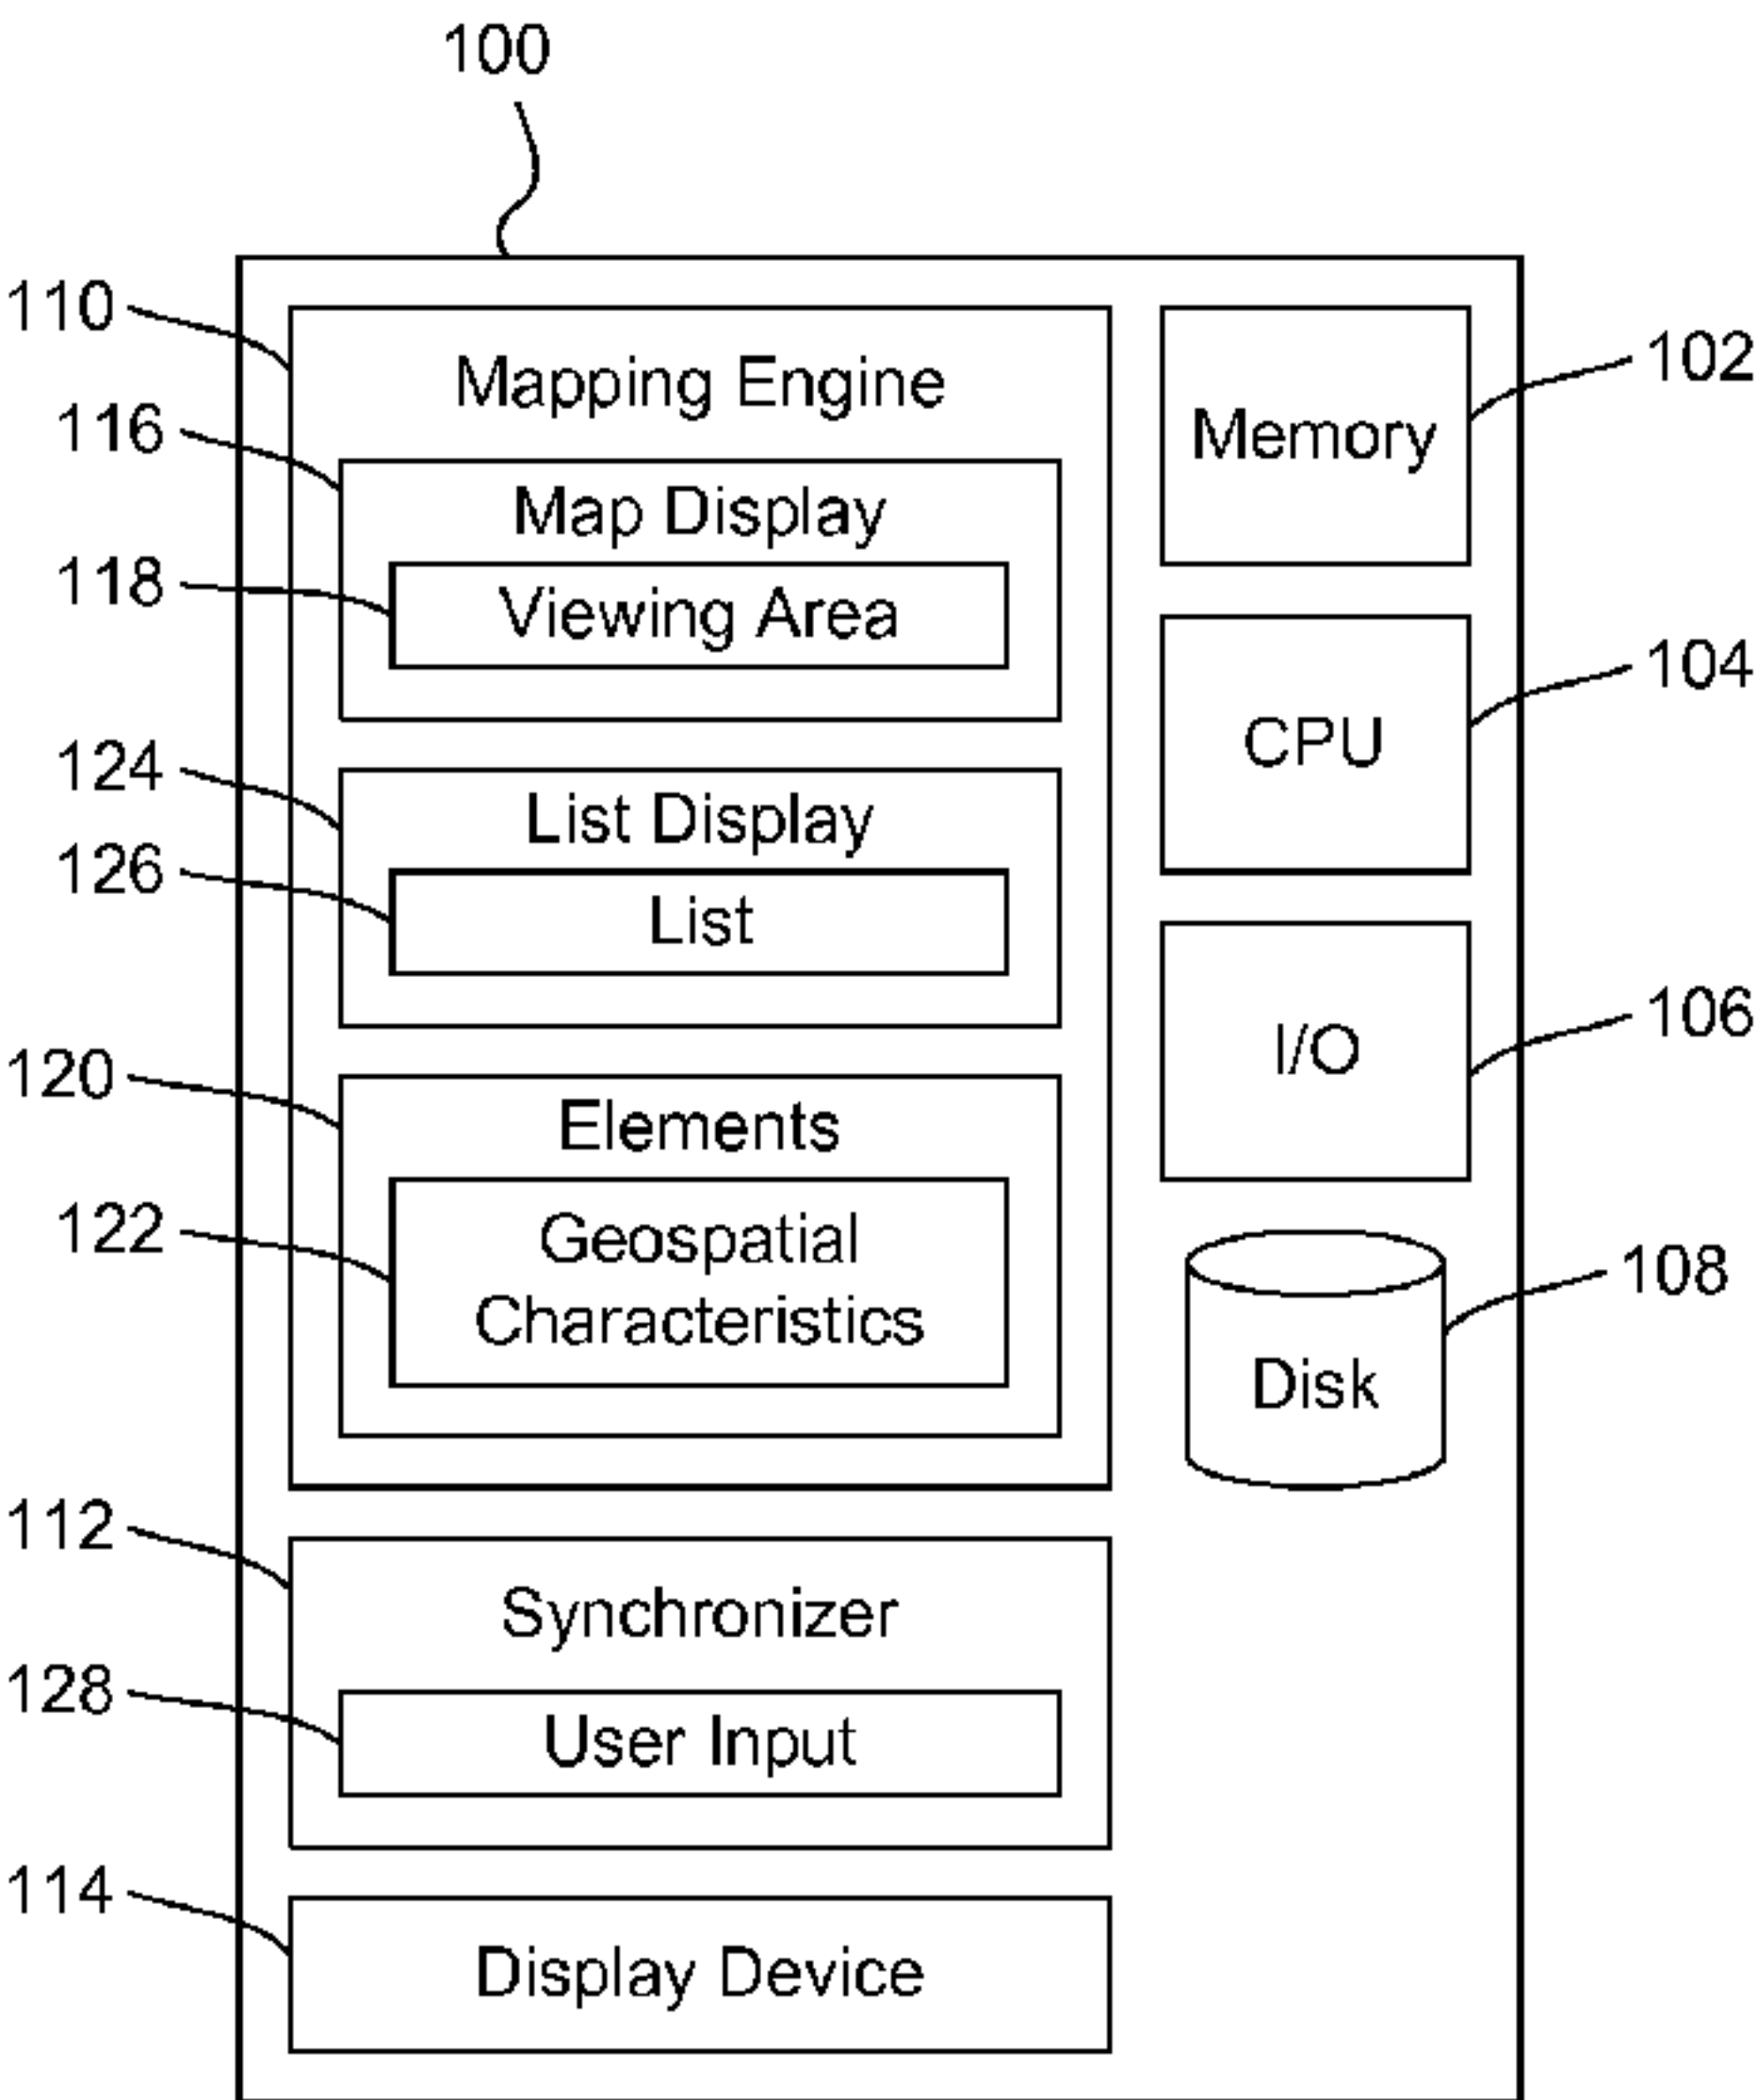 100
110
Mapping Engine
Memory
102
116
Map Display
118
Viewing Area
CPU
104
124
List Display
126
List
I/O
106
120
Elements
122
Geospatial
Characteristics
Disk
108
112
Synchronizer
128
User Input
114
Display Device